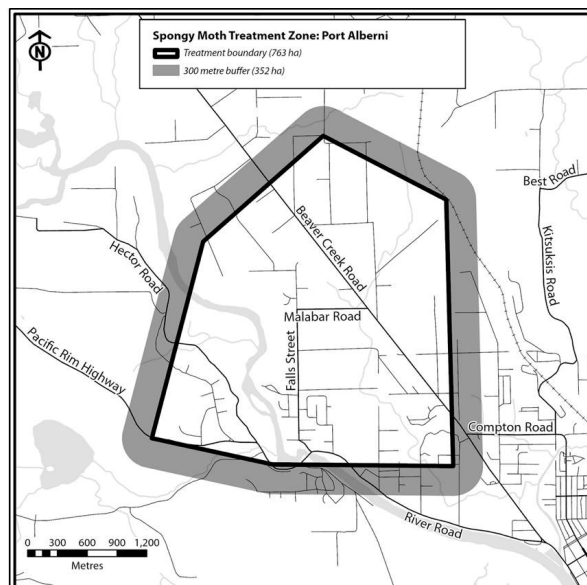 Spongy Moth Treatment Zone: Port Alberni
Treatment boundary (763 ha)
300 metre buffer (352 ha)
N
Best Road
Kitsuksis Road
Beaver Creek Road
Hector Road
Malabar Road
Falls Street
Pacific Rim Highway
Compton Road
River Road
0 300 600 900 1,200
Metres